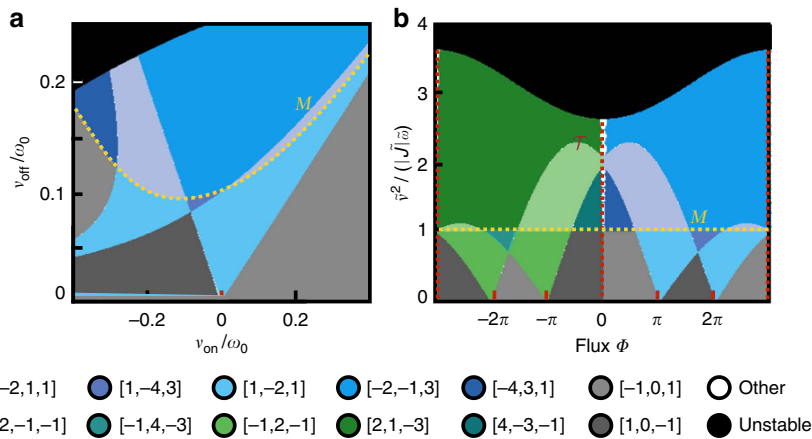 a
b
0.2
0.1
0
ν_off/ω_0
M
−0.2
0
0.2
ν_on/ω_0
4
3
2
1
0
ṽ²/(|J̃|ω̃)
𝒯
M
−2π
−π
0
π
2π
Flux Φ
−2,1,1]
[1,−4,3]
[1,−2,1]
[−2,−1,3]
[−4,3,1]
[−1,0,1]
Other
2,−1,−1]
[−1,4,−3]
[−1,2,−1]
[2,1,−3]
[4,−3,−1]
[1,0,−1]
Unstable